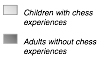 Children with chess
experiences
Adults without chess
experiences